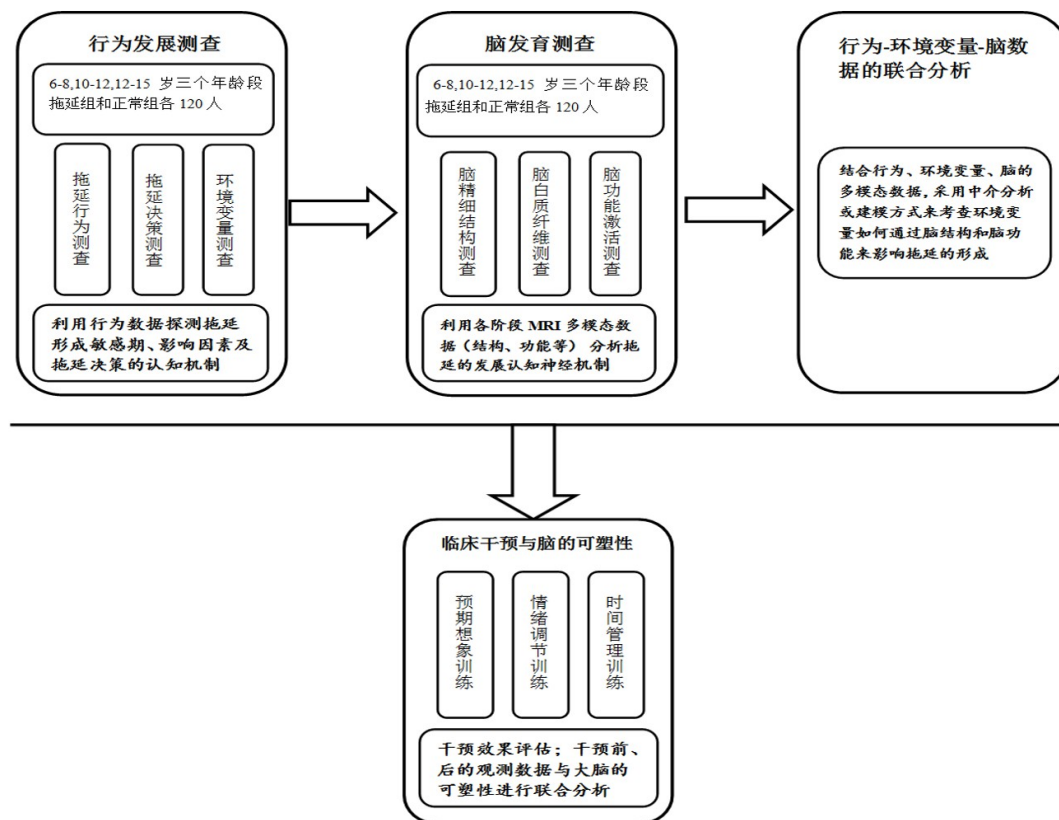 行为发展测查
6-8,10-12,12-15 岁三个年龄段
拖延组和正常组各 120 人
拖延行为测查
拖延决策测查
环境变量测查
利用行为数据探测拖延
形成敏感期、影响因素及
拖延决策的认知机制
脑发育测查
6-8,10-12,12-15 岁三个年龄段
拖延组和正常组各 120 人
脑精细结构测查
脑白质纤维测查
脑功能激活测查
利用各阶段 MRI 多模态数
据（结构、功能等） 分析拖
延的发展认知神经机制
行为-环境变量-脑数
据的联合分析
结合行为、环境变量、脑的
多模态数据,采用中介分析
或建模方式来考查环境变
量如何通过脑结构和脑功
能来影响拖延的形成
临床干预与脑的可塑性
预期想象训练
情绪调节训练
时间管理训练
干预效果评估；干预前、
后的观测数据与大脑的
可塑性进行联合分析